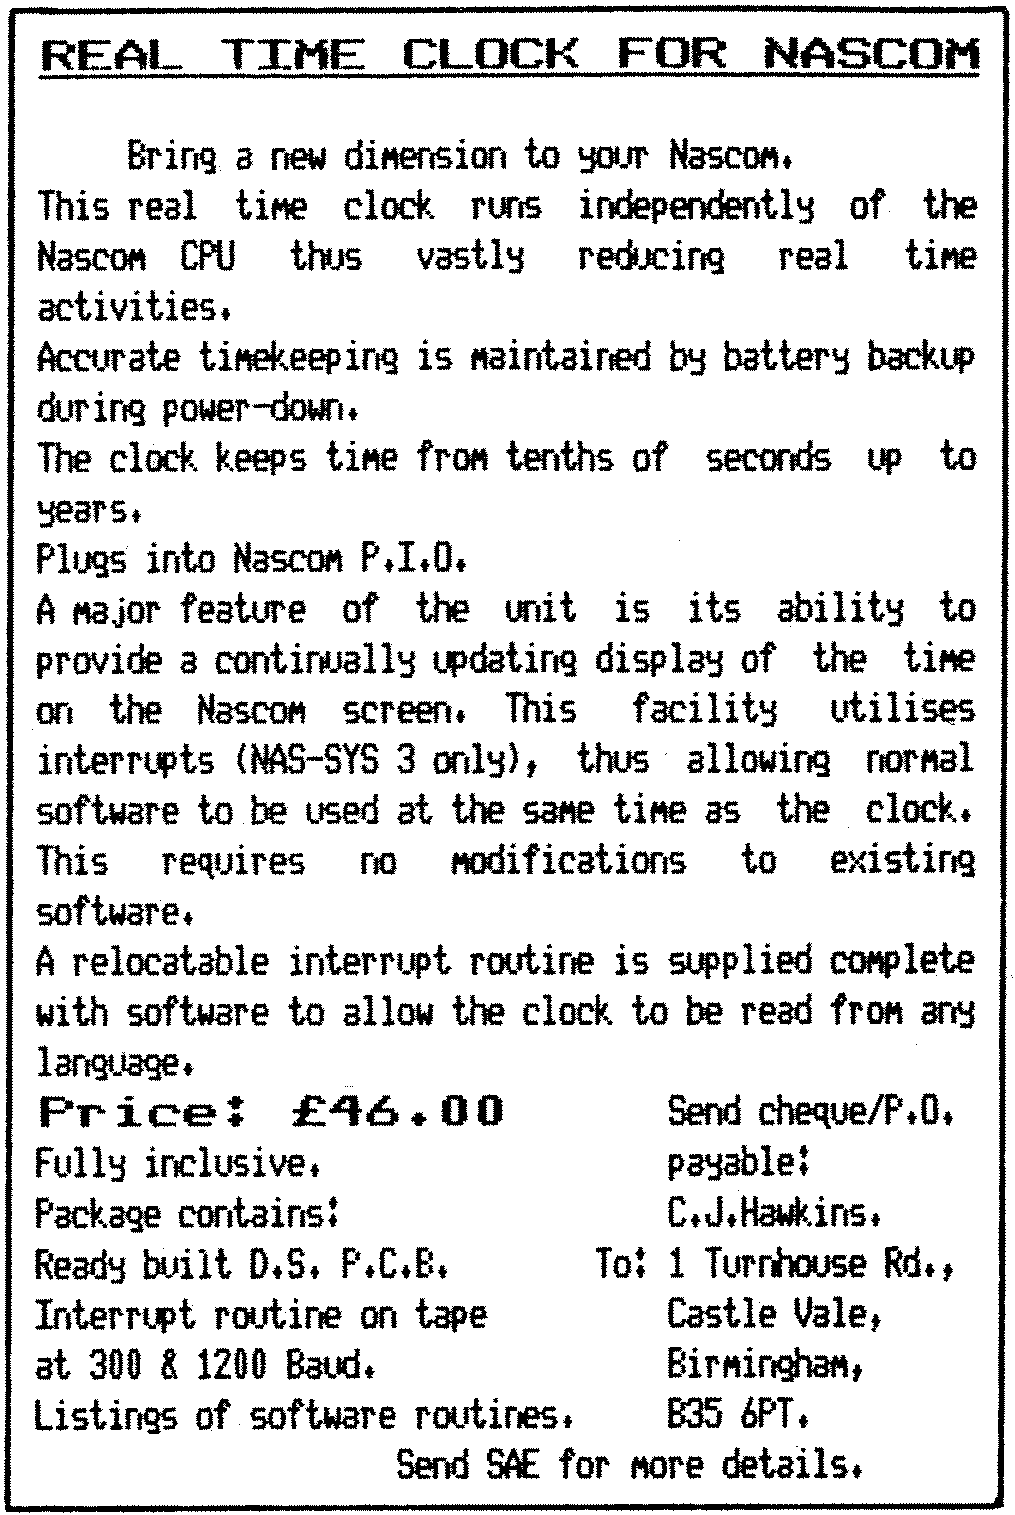 REAL TIME CLOCK FOR NASCOM
Bring a new dimension to your Nascom.
This real time clock runs independently of the
Nascom CPU thus vastly reducing real time
activities.
Accurate timekeeping is maintained by battery backup
during power-down.
The clock keeps time from tenths of seconds up to
years.
Plugs into Nascom P.I.O.
A major feature of the unit is its ability to
provide a continually updating display of the time
on the Nascom screen. This facility utilises
interrupts (NAS-SYS 3 only), thus allowing normal
software to be used at the same time as the clock.
This requires no modifications to existing
software.
A relocatable interrupt routine is supplied complete
with software to allow the clock to be read from any
language.
Price: £46.00 Send cheque/P.O.
Fully inclusive. payable:
Package contains: C.J.Hawkins.
Ready built D.S. P.C.B. To: 1 Turnhouse Rd.,
Interrupt routine on tape Castle Vale,
at 300 & 1200 Baud. Birmingham,
Listings of software routines. B35 6PT.
Send SAE for more details.